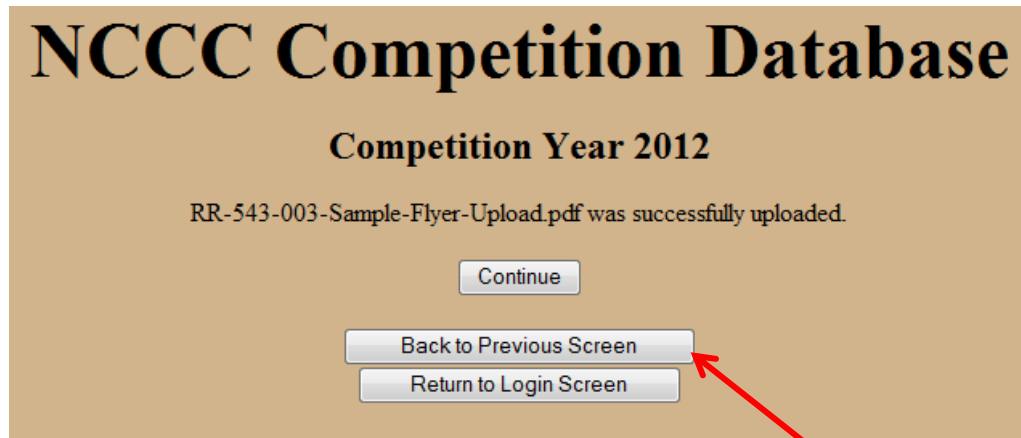 NCCC Competition Database
Competition Year 2012
RR-543-003-Sample-Flyer-Upload.pdf was successfully uploaded.
Continue
Back to Previous Screen
Return to Login Screen